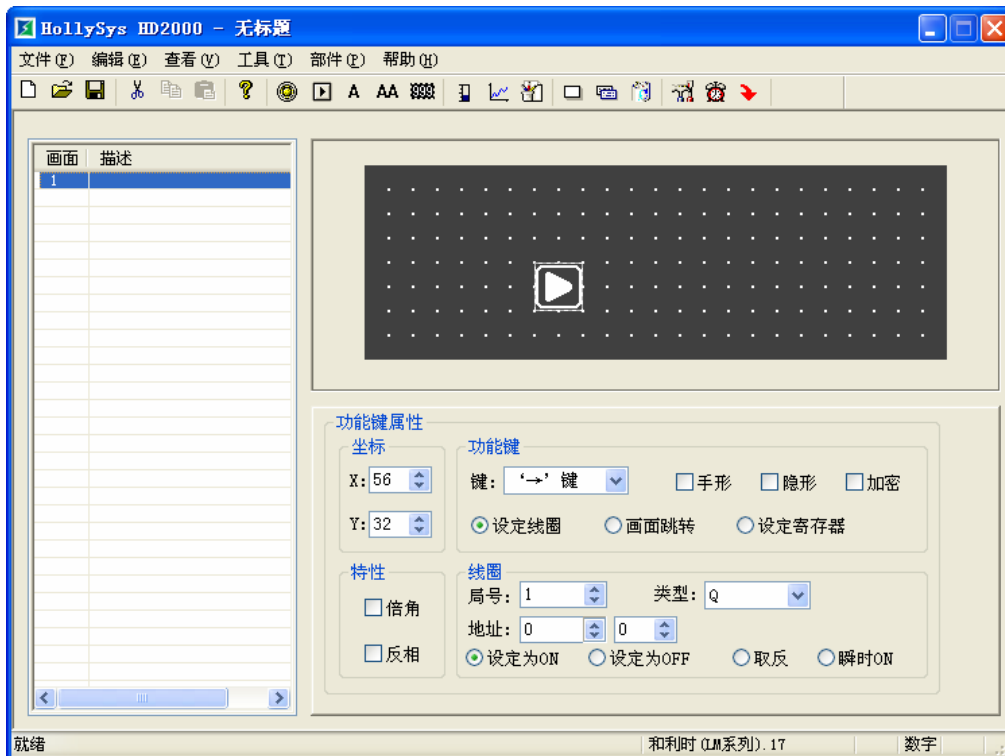 HollySys HD2000 - 无标题
文件(F) 编辑(E) 查看(V) 工具(T) 部件(P) 帮助(H)
A AA
画面 描述
1
功能键属性
坐标
X: 56
Y: 32
功能键
键: ‘→’键 手形 隐形 加密
设定线圈 画面跳转 设定寄存器
特性
倍角
反相
线圈
局号: 1 类型: Q
地址: 0 0
设定为ON 设定为OFF 取反 瞬时ON
就绪 和利时(LM系列).17 数字